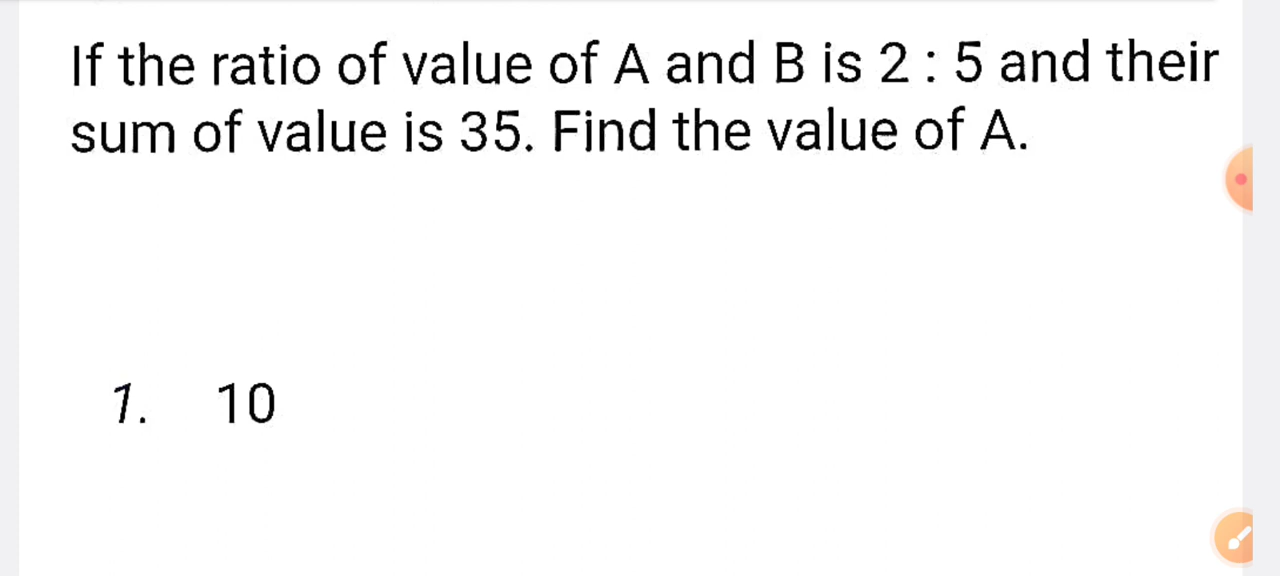 If the ratio of value of A and B is 2 : 5 and their
sum of value is 35. Find the value of A.
1. 10